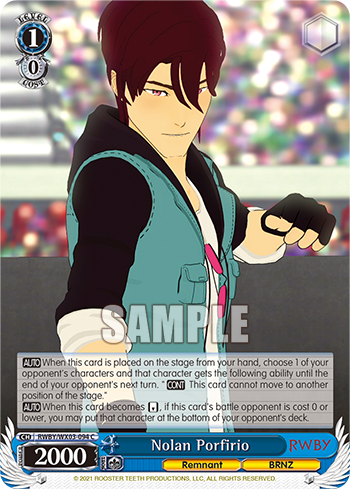 LEVEL
1
0
COST
SAMPLE
AUTO When this card is placed on the stage from your hand, choose 1 of your
opponent's characters and that character gets the following ability until the
end of your opponent's next turn. " CONT This card cannot move to another
position of the stage."
AUTO When this card becomes [ ], if this card's battle opponent is cost 0 or
lower, you may put that character at the bottom of your opponent's deck.
CH RWBY/WX03-094 C
Nolan Porfirio
RWBY
POWER
2000
SOUL
Remnant
BRNZ
© 2021 ROOSTER TEETH PRODUCTIONS, LLC, ALL RIGHTS RESERVED.